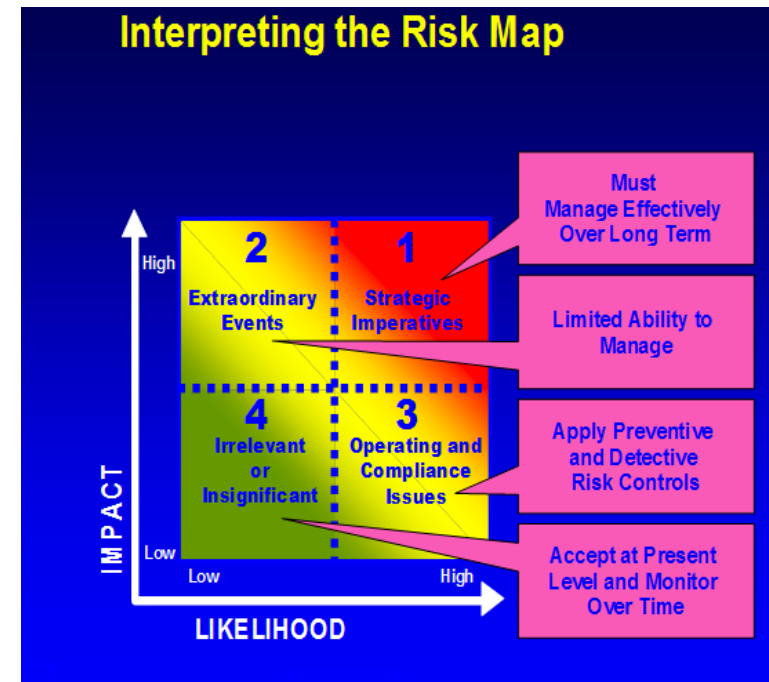 Interpreting the Risk Map
Must
Manage Effectively
Over Long Term
High
2
Extraordinary
Events
1
Strategic
Imperatives
Limited Ability to
Manage
4
Irrelevant
or
Insignificant
3
Operating and
Compliance
Issues
Apply Preventive
and Detective
Risk Controls
IMPACT
Low
Low
High
Accept at Present
Level and Monitor
Over Time
LIKELIHOOD